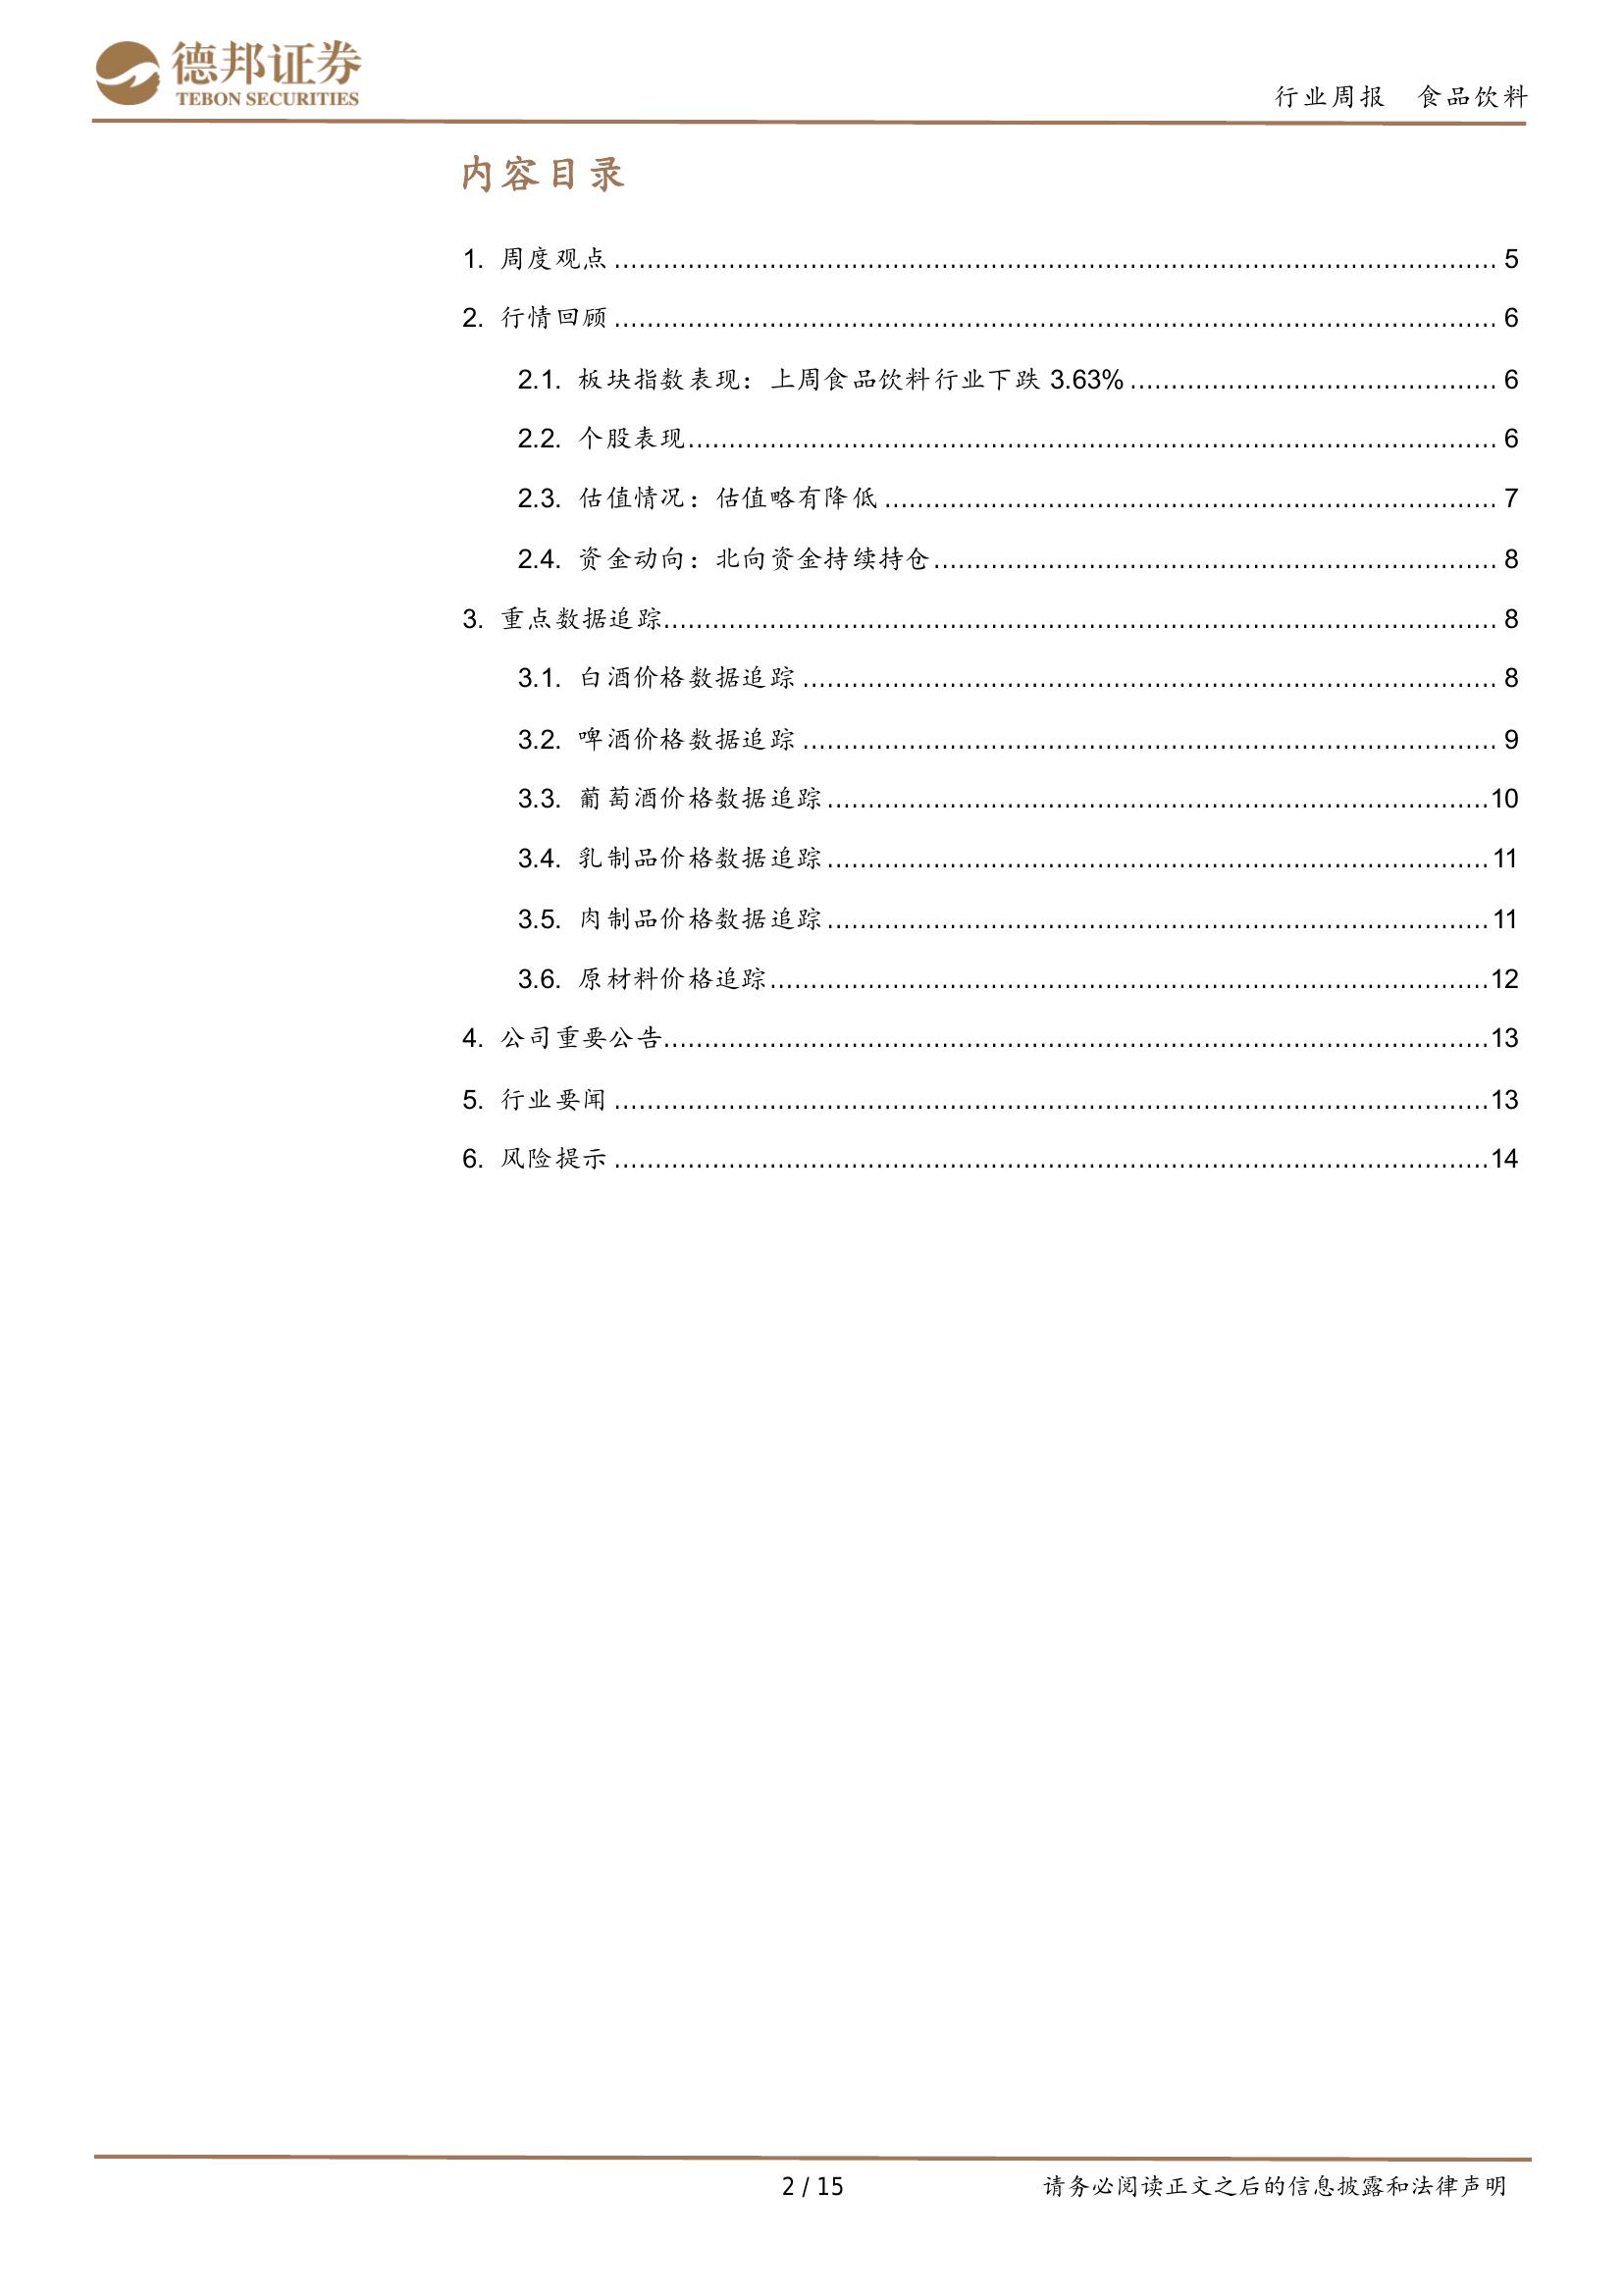 德邦证券
TEBON SECURITIES
行业周报 食品饮料
内容目录
1. 周度观点 ........ 5
2. 行情回顾 ........ 6
2.1. 板块指数表现：上周食品饮料行业下跌 3.63% ........ 6
2.2. 个股表现 ........ 6
2.3. 估值情况：估值略有降低 ........ 7
2.4. 资金动向：北向资金持续持仓 ........ 8
3. 重点数据追踪 ........ 8
3.1. 白酒价格数据追踪 ........ 8
3.2. 啤酒价格数据追踪 ........ 9
3.3. 葡萄酒价格数据追踪 ........ 10
3.4. 乳制品价格数据追踪 ........ 11
3.5. 肉制品价格数据追踪 ........ 11
3.6. 原材料价格追踪 ........ 12
4. 公司重要公告 ........ 13
5. 行业要闻 ........ 13
6. 风险提示 ........ 14
2 / 15 请务必阅读正文之后的信息披露和法律声明